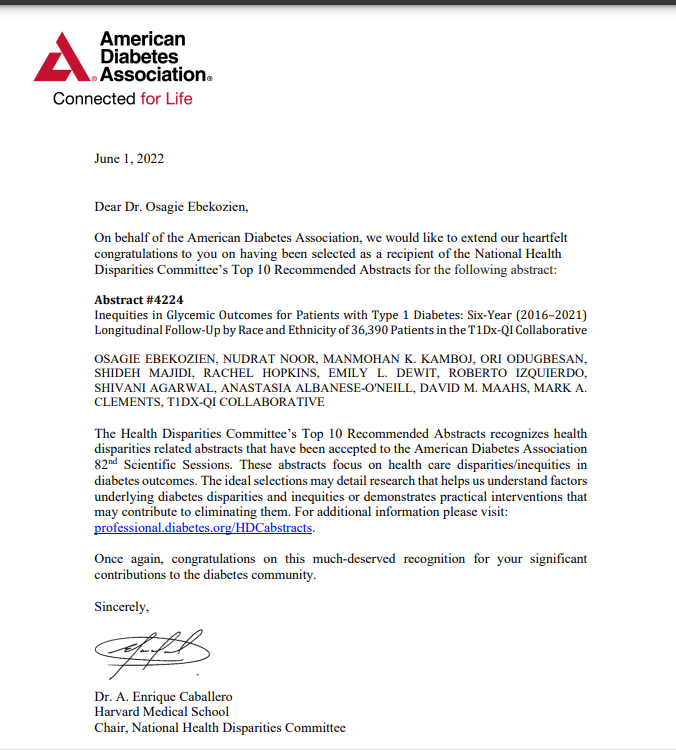 American
Diabetes
Association®
Connected for Life
June 1, 2022
Dear Dr. Osagie Ebekozien,
On behalf of the American Diabetes Association, we would like to extend our heartfelt
congratulations to you on having been selected as a recipient of the National Health
Disparities Committee's Top 10 Recommended Abstracts for the following abstract:
Abstract #4224
Inequities in Glycemic Outcomes for Patients with Type 1 Diabetes: Six-Year (2016–2021)
Longitudinal Follow-Up by Race and Ethnicity of 36,390 Patients in the T1Dx-QI Collaborative
OSAGIE EBEKOZIEN, NUDRAT NOOR, MANMOHAN K. KAMBOJ, ORI ODUGBESAN,
SHIDEH MAJIDI, RACHEL HOPKINS, EMILY L. DEWIT, ROBERTO IZQUIERDO,
SHIVANI AGARWAL, ANASTASIA ALBANESE-O'NEILL, DAVID M. MAAHS, MARK A.
CLEMENTS, T1DX-QI COLLABORATIVE
The Health Disparities Committee's Top 10 Recommended Abstracts recognizes health
disparities related abstracts that have been accepted to the American Diabetes Association
82nd Scientific Sessions. These abstracts focus on health care disparities/inequities in
diabetes outcomes. The ideal selections may detail research that helps us understand factors
underlying diabetes disparities and inequities or demonstrates practical interventions that
may contribute to eliminating them. For additional information please visit:
professional.diabetes.org/HDCabstracts.
Once again, congratulations on this much-deserved recognition for your significant
contributions to the diabetes community.
Sincerely,
Dr. A. Enrique Caballero
Harvard Medical School
Chair, National Health Disparities Committee